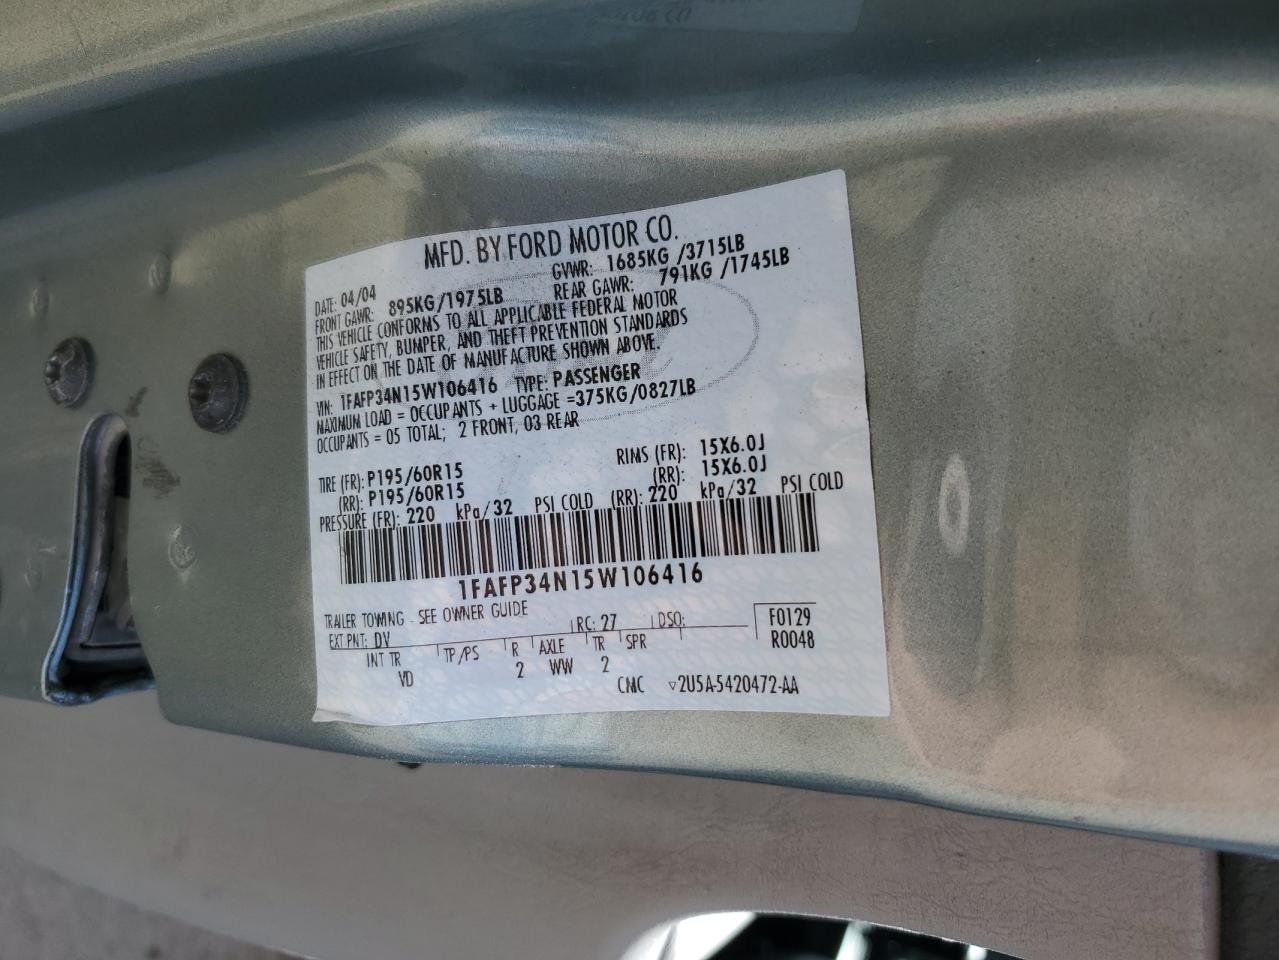 MFD. BY FORD MOTOR CO.
DATE: 04/04 GVWR: 1685KG /3715LB
FRONT GAWR: 895KG/1975LB REAR GAWR: 791KG /1745LB
THIS VEHICLE CONFORMS TO ALL APPLICABLE FEDERAL MOTOR
VEHICLE SAFETY, BUMPER, AND THEFT PREVENTION STANDARDS
IN EFFECT ON THE DATE OF MANUFACTURE SHOWN ABOVE.
VIN: 1FAFP34N15W106416 TYPE: PASSENGER
MAXIMUM LOAD = OCCUPANTS + LUGGAGE =375KG/0827LB
OCCUPANTS = 05 TOTAL; 2 FRONT, 03 REAR
TIRE (FR): P195/60R15 RIMS (FR): 15X6.0J
(RR): P195/60R15 (RR): 15X6.0J
PRESSURE (FR): 220 kPa/32 PSI COLD (RR): 220 kPa/32 PSI COLD
1FAFP34N15W106416
TRAILER TOWING - SEE OWNER GUIDE
EXT PNT: DV RC: 27 DSO: F0129
INT TR TP/PS R AXLE TR SPR R0048
VD 2 WW 2
CMC ▽2U5A-5420472-AA